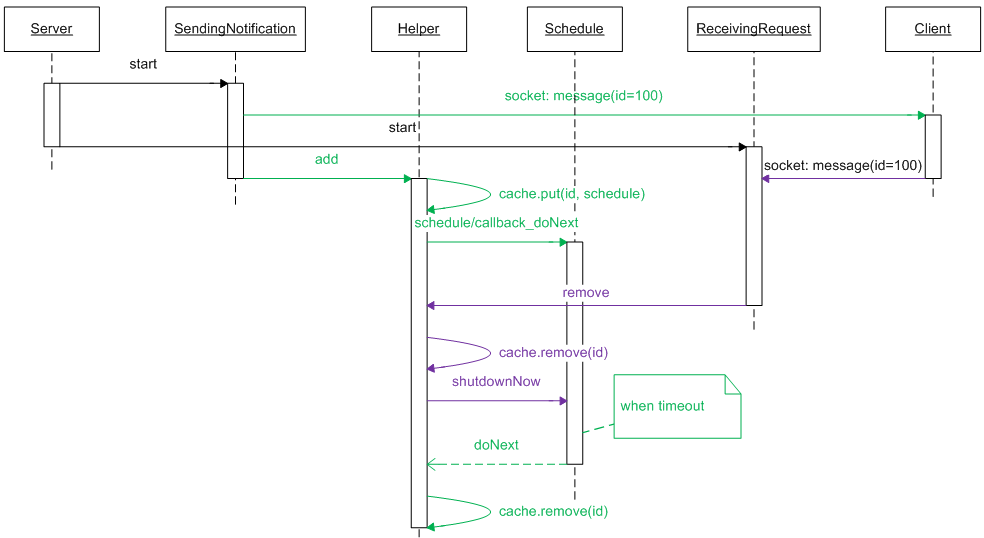 Server
SendingNotification
Helper
Schedule
ReceivingRequest
Client
start
socket: message(id=100)
start
add
socket: message(id=100)
cache.put(id, schedule)
schedule/callback_doNext
remove
cache.remove(id)
shutdownNow
when timeout
doNext
cache.remove(id)